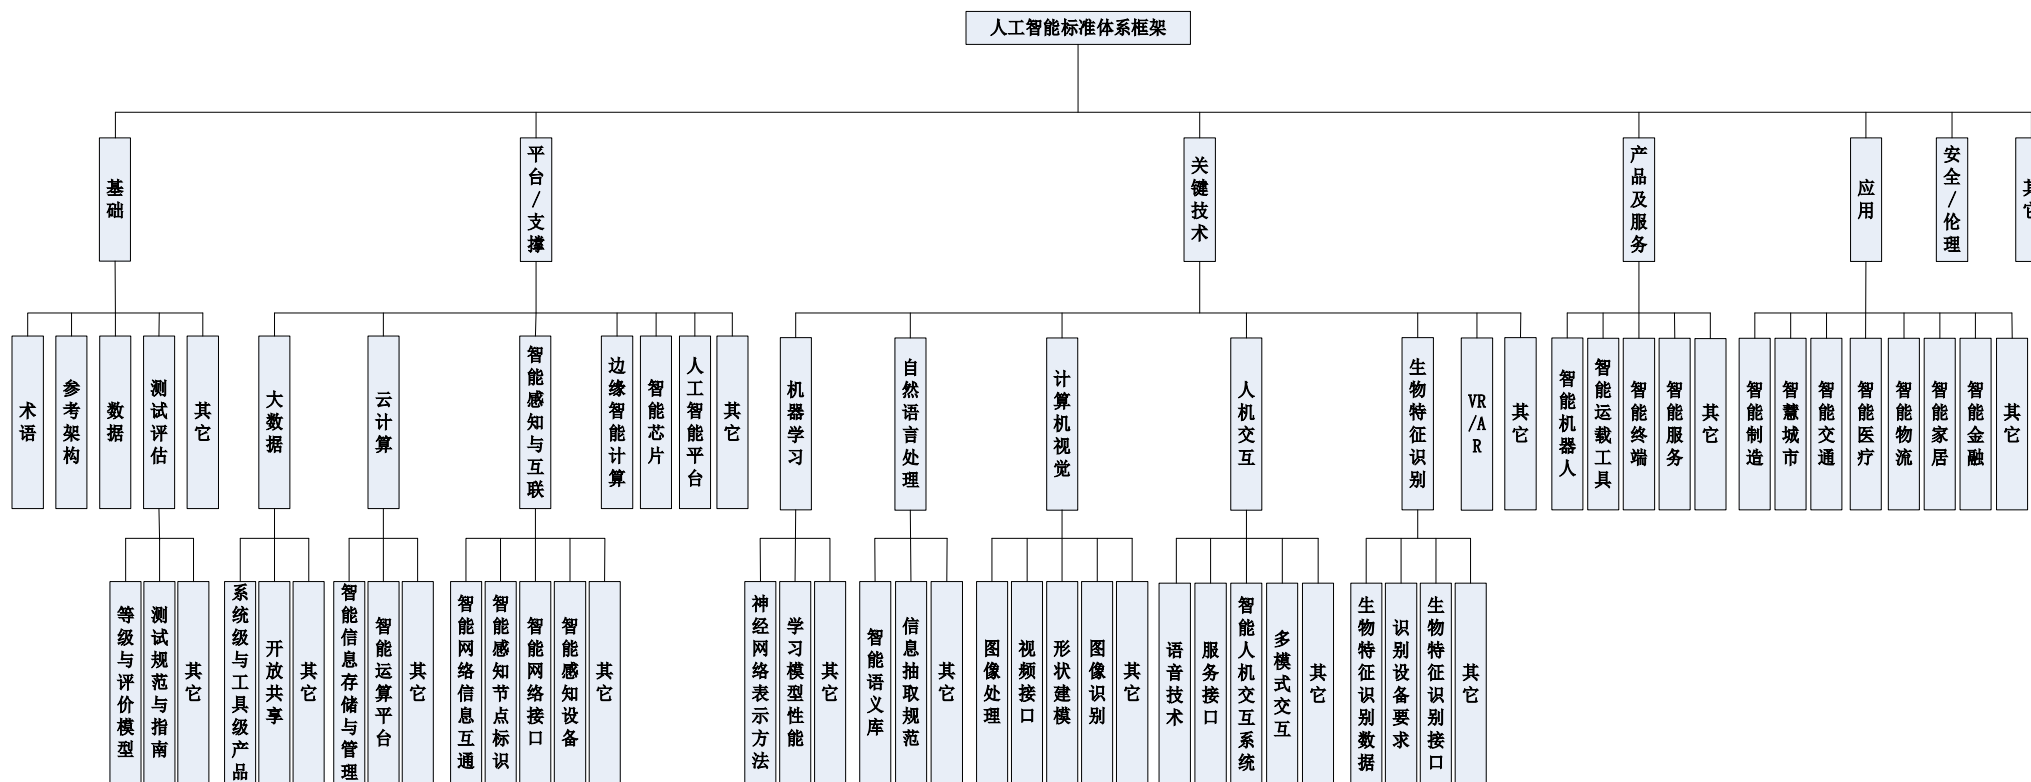 人工智能标准体系框架
基础
平台/支撑
关键技术
产品及服务
应用
安全/伦理
其它
术语
参考架构
数据
测试评估
其它
大数据
云计算
智能感知与互联
边缘智能计算
智能芯片
人工智能平台
其它
机器学习
自然语言处理
计算机视觉
人机交互
生物特征识别
VR/AR
其它
智能机器人
智能运载工具
智能终端
智能服务
其它
智能制造
智慧城市
智能交通
智能医疗
智能物流
智能家居
智能金融
其它
等级与评价模型
测试规范与指南
其它
系统级与工具级产品
开放共享
其它
智能信息存储与管理
智能运算平台
其它
智能网络信息互通
智能感知节点标识
智能网络接口
智能感知设备
其它
神经网络表示方法
学习模型性能
其它
智能语义库
信息抽取规范
其它
图像处理
视频接口
形状建模
图像识别
其它
语音技术
服务接口
智能人机交互系统
多模式交互
其它
生物特征识别数据
识别设备要求
生物特征识别接口
其它